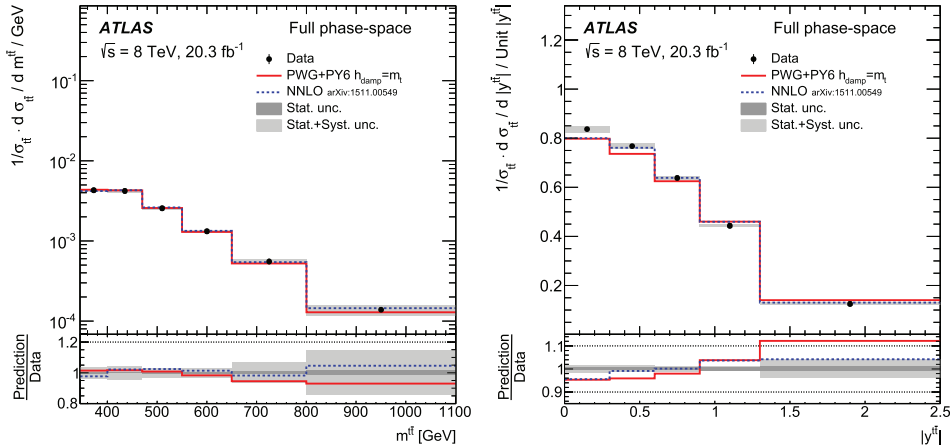 ATLAS Full phase-space
√s = 8 TeV, 20.3 fb⁻¹
Data
PWG+PY6 h_damp=m_t
NNLO arXiv:1511.00549
Stat. unc.
Stat.+Syst. unc.
1/σ_tt̄ · d σ_tt̄ / d m^tt̄ / GeV
10⁻¹
10⁻²
10⁻³
10⁻⁴
Prediction
Data
1.2
1
0.8
400 500 600 700 800 900 1000 1100
m^tt̄ [GeV]
ATLAS Full phase-space
√s = 8 TeV, 20.3 fb⁻¹
Data
PWG+PY6 h_damp=m_t
NNLO arXiv:1511.00549
Stat. unc.
Stat.+Syst. unc.
1/σ_tt̄ · d σ_tt̄ / d |y^tt̄| / Unit |y^tt̄|
1.2
1.0
0.8
0.6
0.4
0.2
Prediction
Data
1.1
1.0
0.9
0 0.5 1.0 1.5 2.0 2.5
|y^tt̄|